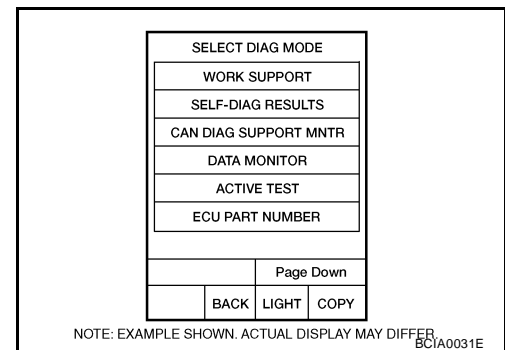 SELECT DIAG MODE
WORK SUPPORT
SELF-DIAG RESULTS
CAN DIAG SUPPORT MNTR
DATA MONITOR
ACTIVE TEST
ECU PART NUMBER
Page Down
BACK LIGHT COPY
NOTE: EXAMPLE SHOWN. ACTUAL DISPLAY MAY DIFFER.
BCIA0031E